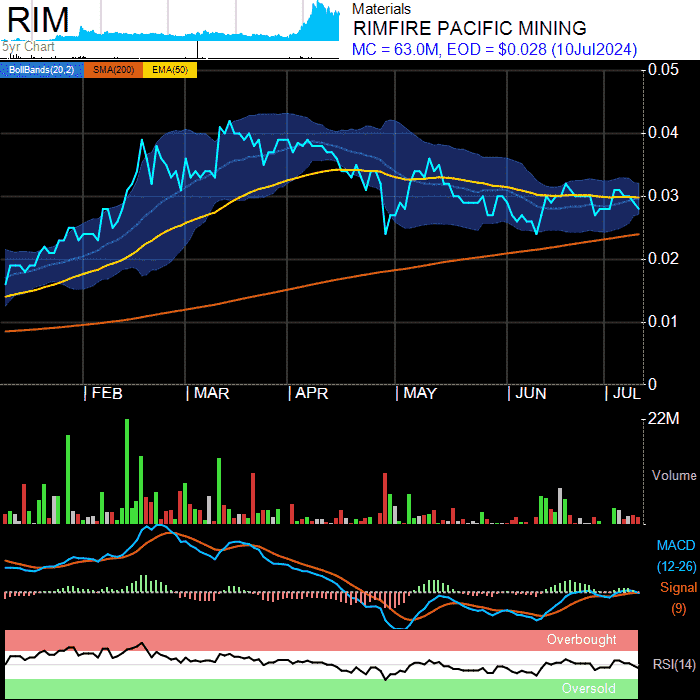 RIM
5yr Chart
Materials
RIMFIRE PACIFIC MINING
MC = 63.0M, EOD = $0.028 (10Jul2024)
BollBands(20,2) SMA(200) EMA(50)
0.05
0.04
0.03
0.02
0.01
0
FEB MAR APR MAY JUN JUL
22M
Volume
MACD
(12-26)
Signal
(9)
Overbought
RSI(14)
Oversold